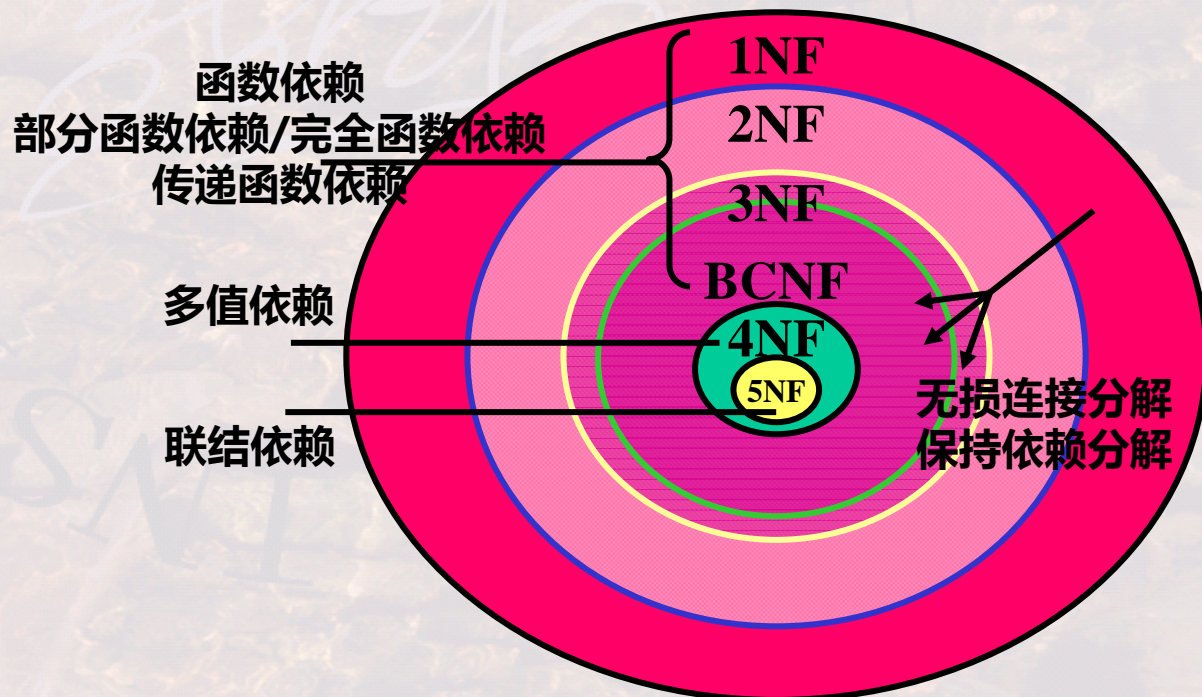 函数依赖
部分函数依赖/完全函数依赖
传递函数依赖
多值依赖
联结依赖
1NF
2NF
3NF
BCNF
4NF
5NF
无损连接分解
保持依赖分解